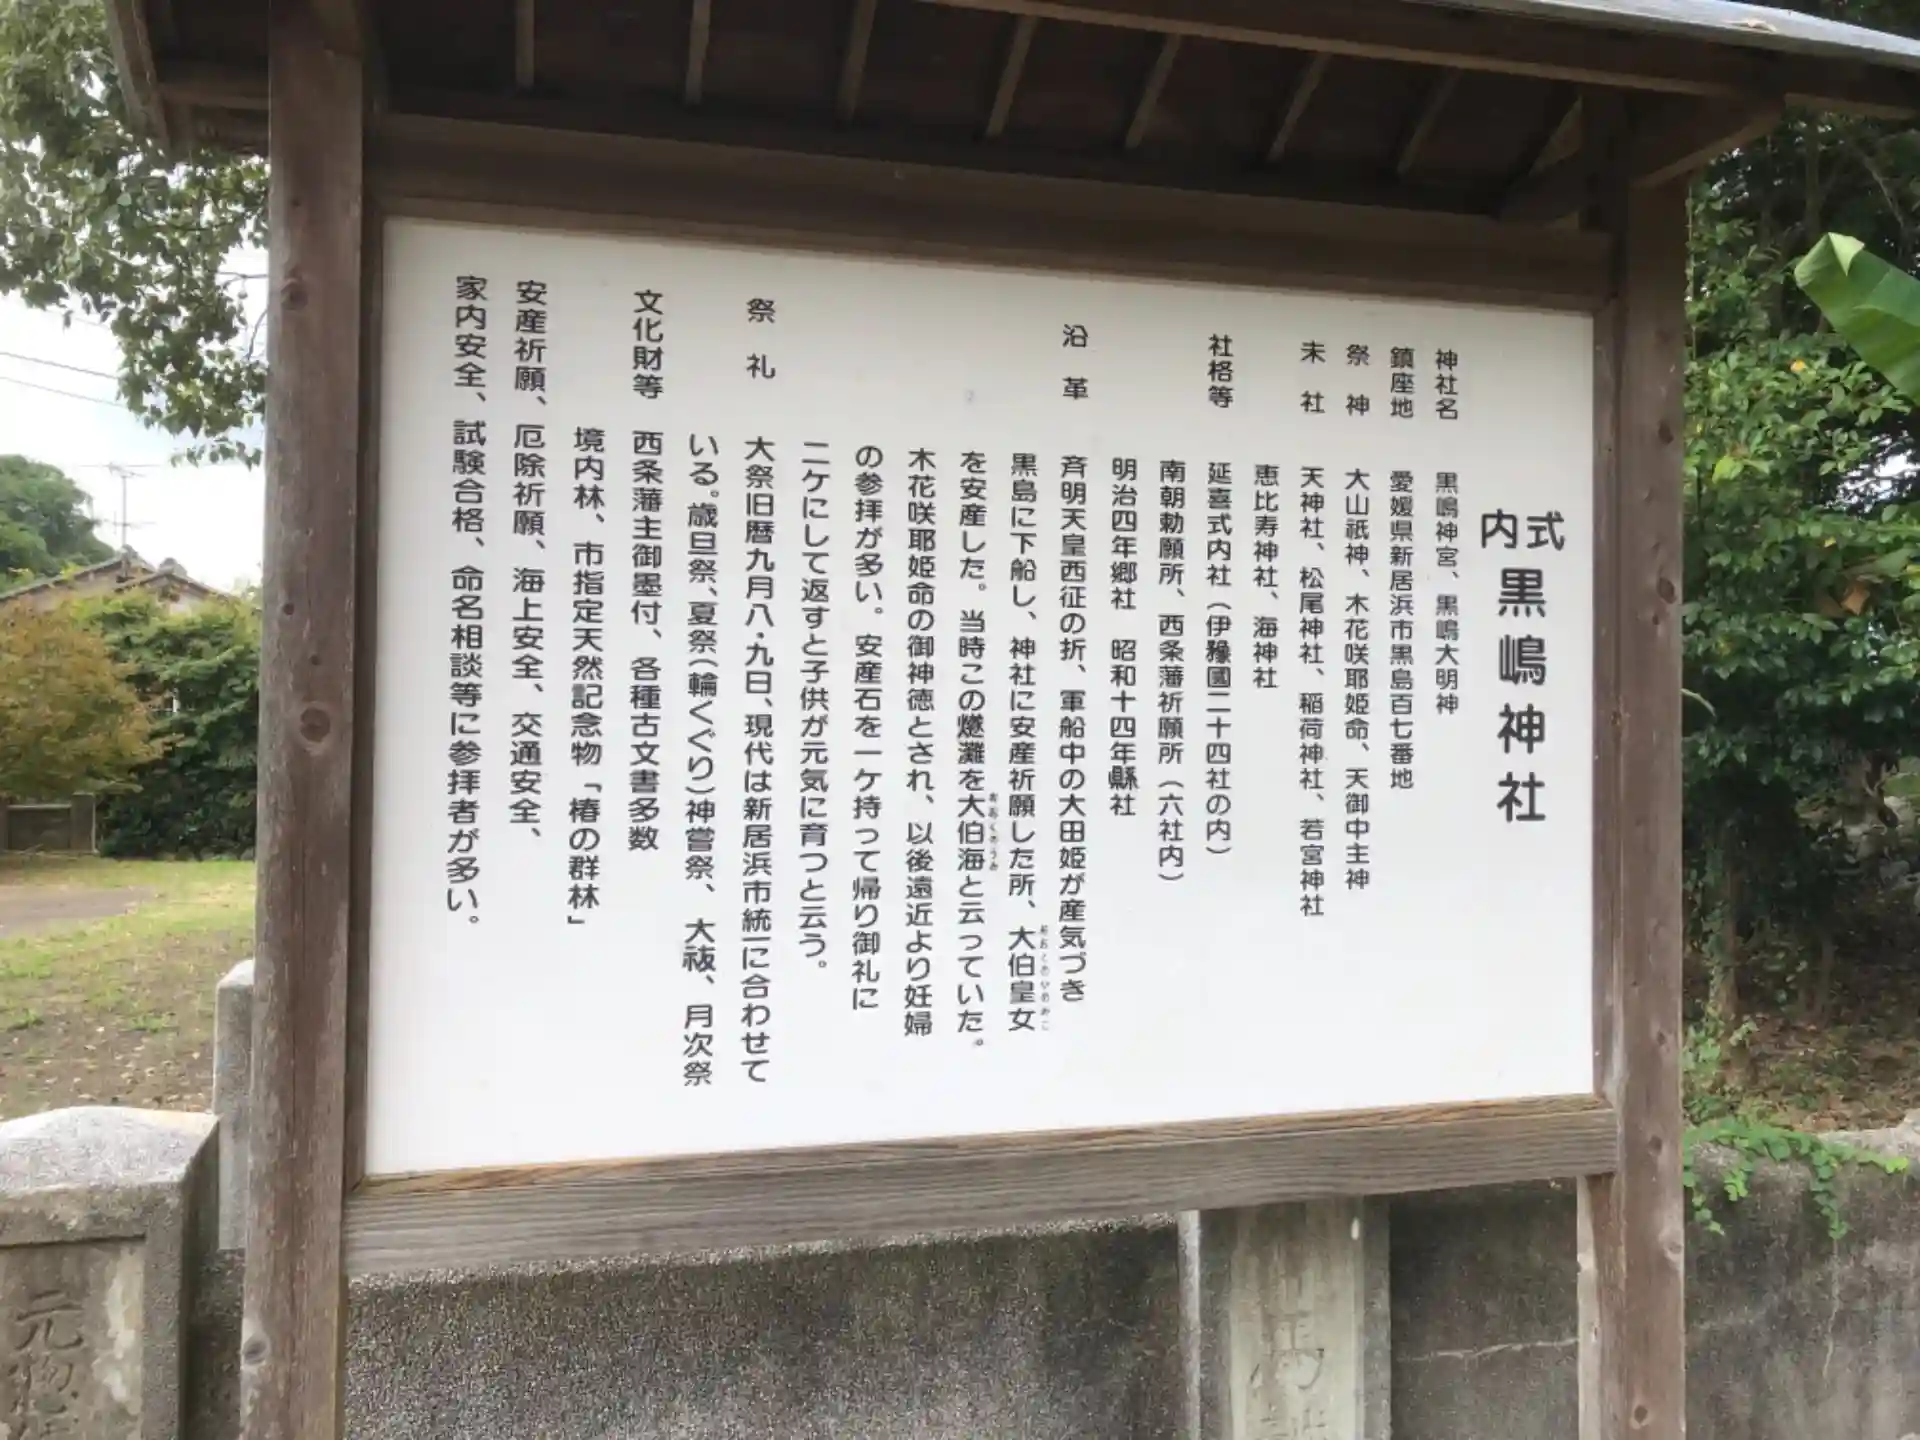 式内 黒嶋神社
神社名 黒嶋神宮、黒嶋大明神
鎮座地 愛媛県新居浜市黒島百七番地
祭神 大山祇神、木花咲耶姫命、天御中主神
末社 天神社、松尾神社、稲荷神社、若宮神社
恵比寿神社、海神社
社格等 延喜式内社(伊豫國二十四社の内)
南朝勅願所、西条藩祈願所(六社内)
明治四年郷社 昭和十四年縣社
沿革 斉明天皇西征の折、軍船中の大田姫が産気づき
黒島に下船し、神社に安産祈願した所、大伯皇女
おおくのひめみこ
を安産した。当時この燧灘を大伯海と云っていた。
おおくのうみ
木花咲耶姫命の御神徳とされ、以後遠近より妊婦
の参拝が多い。安産石を一ケ持って帰り御礼に
二ケにして返すと子供が元気に育つと云う。
祭礼 大祭旧暦九月八・九日、現代は新居浜市統一に合わせて
いる。歳旦祭、夏祭(輪くぐり)神嘗祭、大祓、月次祭
文化財等 西条藩主御墨付、各種古文書多数
境内林、市指定天然記念物「椿の群林」
安産祈願、厄除祈願、海上安全、交通安全、
家内安全、試験合格、命名相談等に参拝者が多い。
元惣